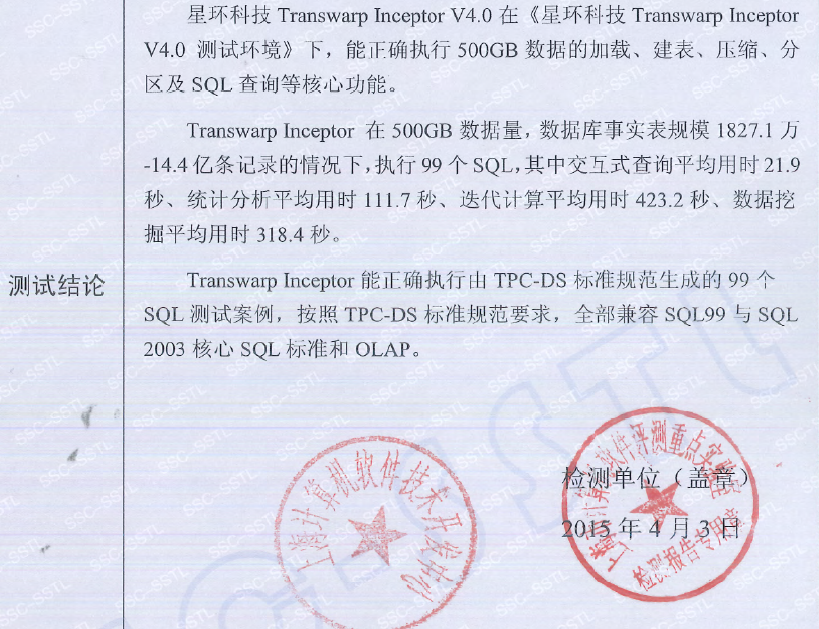 星环科技 Transwarp Inceptor V4.0 在《星环科技 Transwarp Inceptor
V4.0 测试环境》下，能正确执行 500GB 数据的加载、建表、压缩、分
区及 SQL 查询等核心功能。
Transwarp Inceptor 在 500GB 数据量，数据库事实表规模 1827.1 万
-14.4 亿条记录的情况下，执行 99 个 SQL，其中交互式查询平均用时 21.9
秒、统计分析平均用时 111.7 秒、迭代计算平均用时 423.2 秒、数据挖
掘平均用时 318.4 秒。
测试结论
Transwarp Inceptor 能正确执行由 TPC-DS 标准规范生成的 99 个
SQL 测试案例，按照 TPC-DS 标准规范要求，全部兼容 SQL99 与 SQL
2003 核心 SQL 标准和 OLAP。
上海计算机软件技术开发中心
上海计算机软件评测重点实验室
检测单位（盖章）
2015 年 4 月 3 日
检测报告专用章
SSC-SSTL